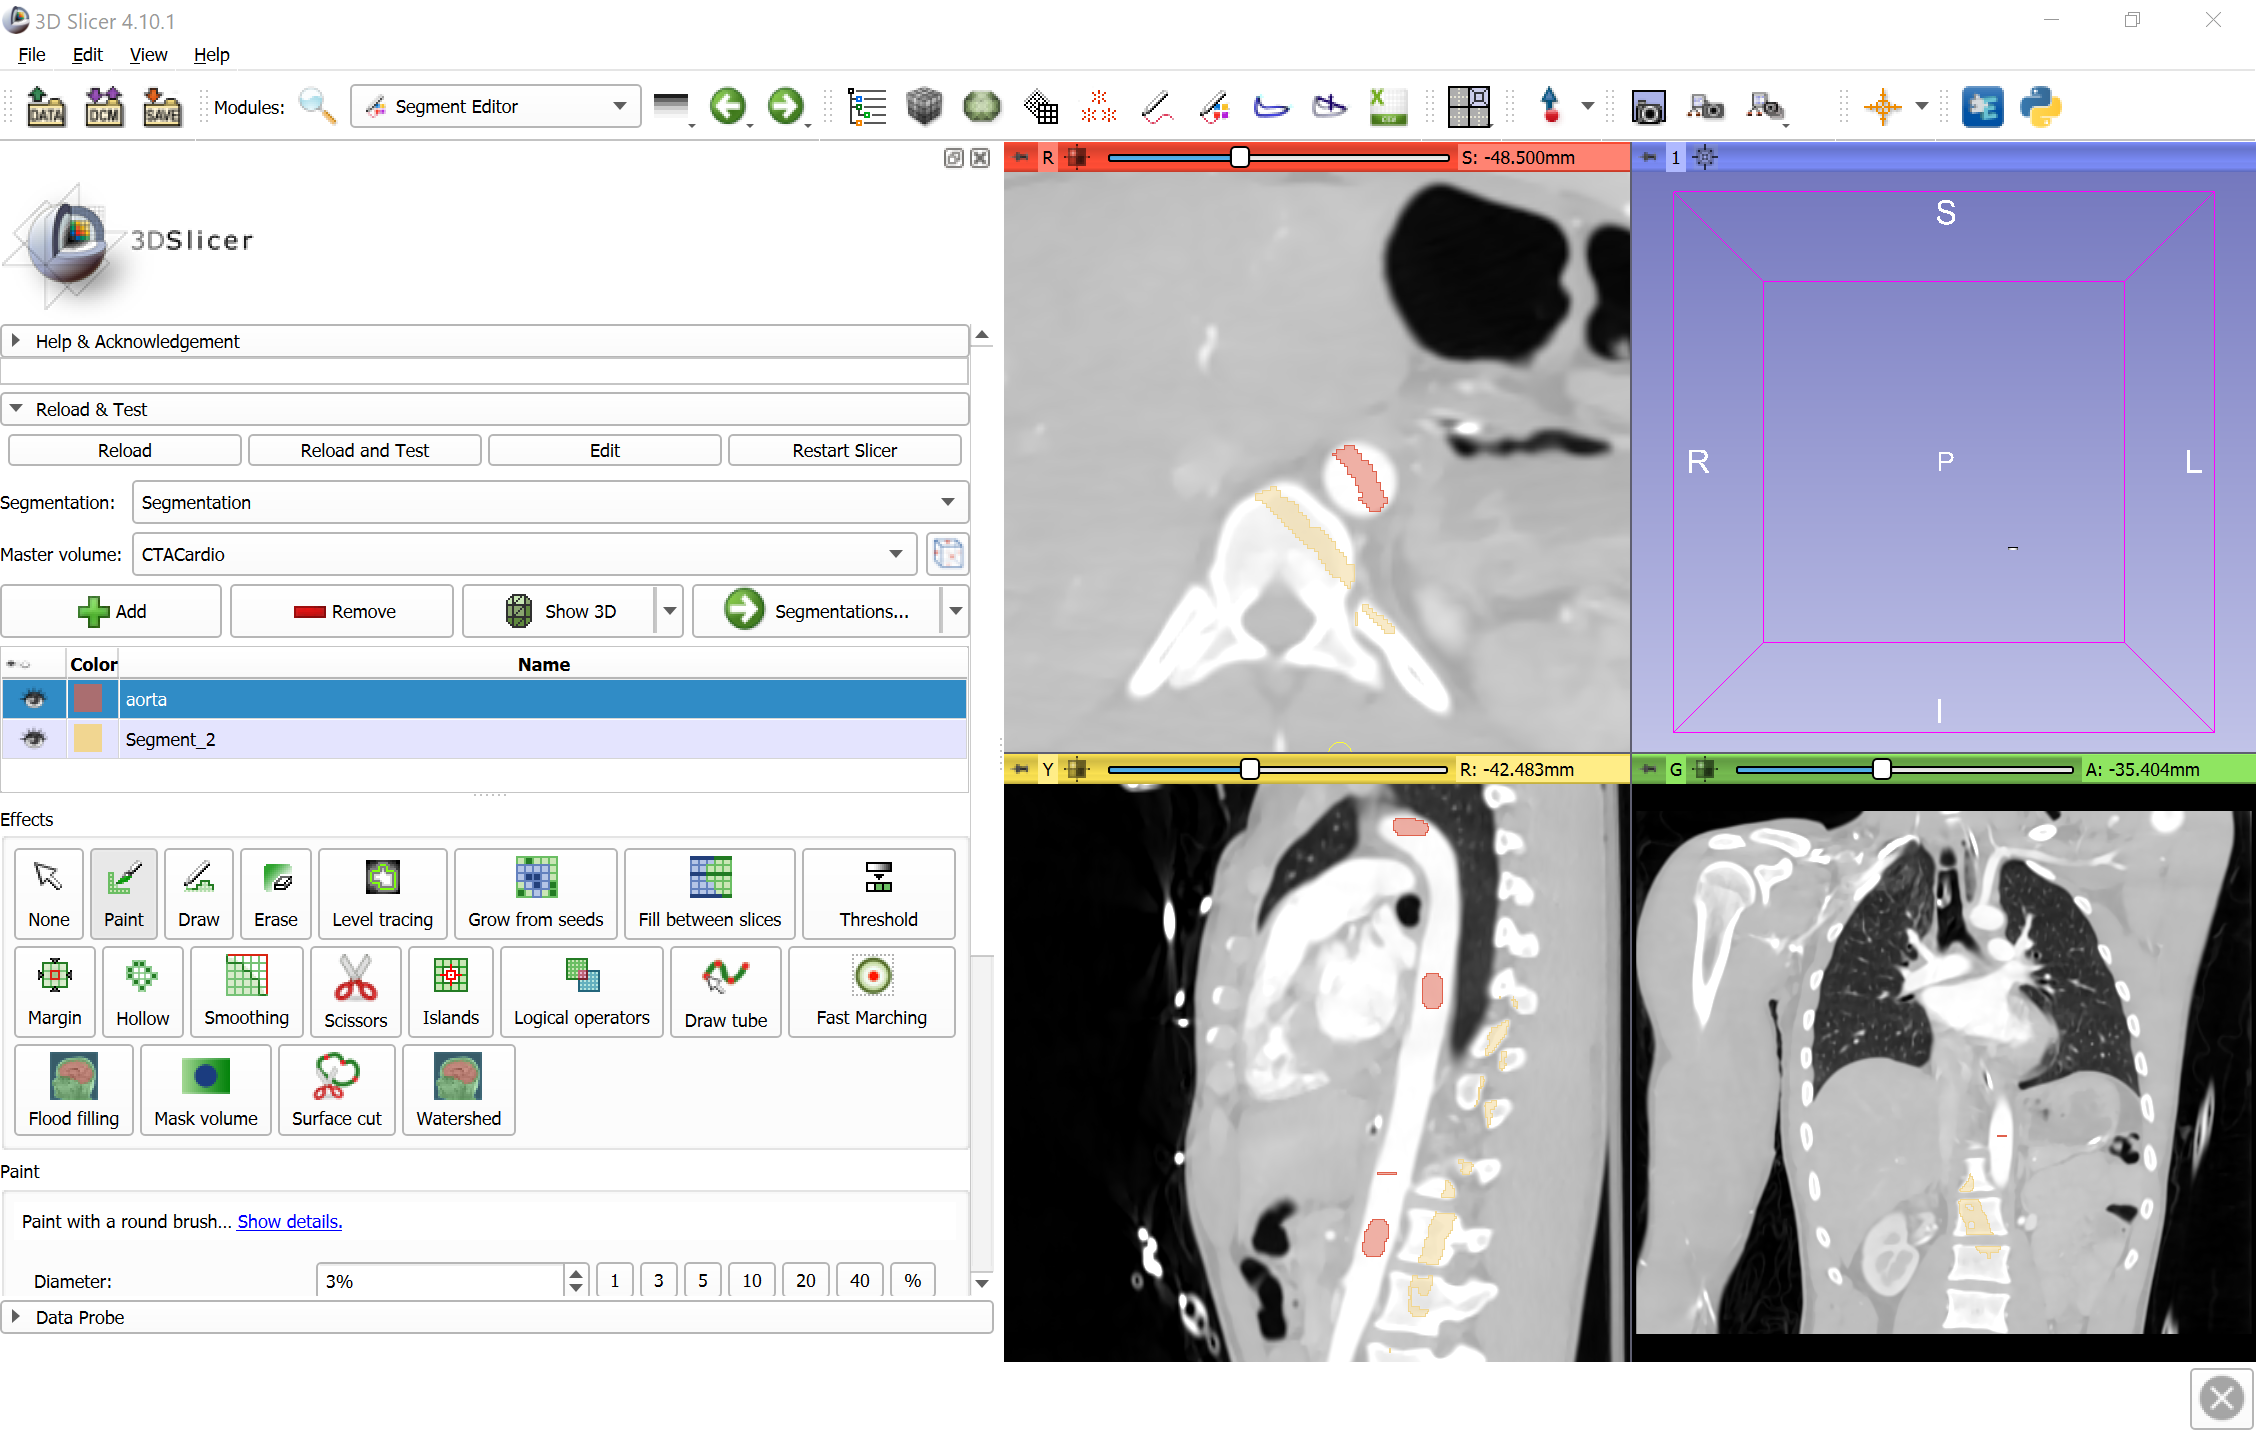 3D Slicer 4.10.1
File Edit View Help
DATA DCM SAVE Modules: Segment Editor
R S: -48.500mm 1
3DSlicer
S
R P L
I
Help & Acknowledgement
Reload & Test
Reload Reload and Test Edit Restart Slicer
Segmentation: Segmentation
Master volume: CTACardio
Add Remove Show 3D Segmentations...
Color Name
aorta
Segment_2
Y R: -42.483mm G A: -35.404mm
Effects
None Paint Draw Erase Level tracing Grow from seeds Fill between slices Threshold
Margin Hollow Smoothing Scissors Islands Logical operators Draw tube Fast Marching
Flood filling Mask volume Surface cut Watershed
Paint
Paint with a round brush... Show details.
Diameter: 3% 1 3 5 10 20 40 %
Data Probe